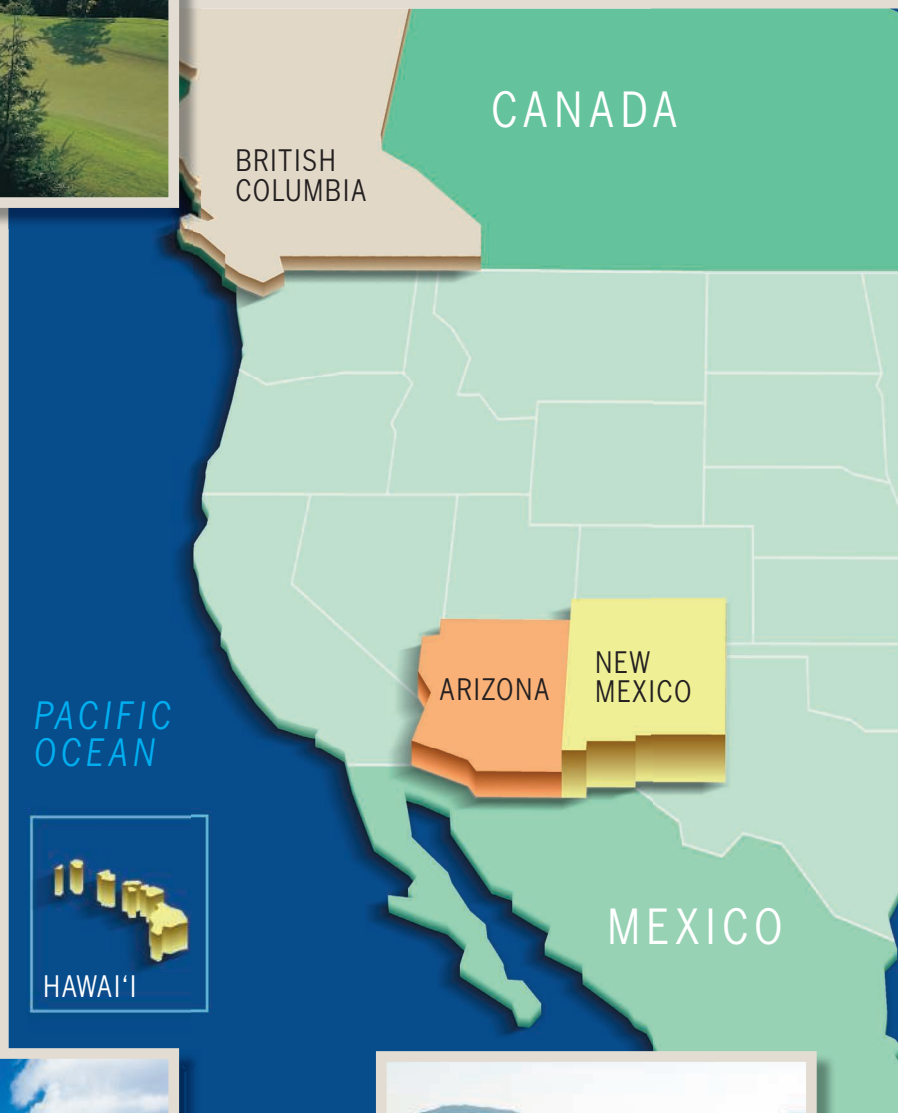 CANADA
BRITISH
COLUMBIA
ARIZONA
NEW
MEXICO
PACIFIC
OCEAN
MEXICO
HAWAI‘I